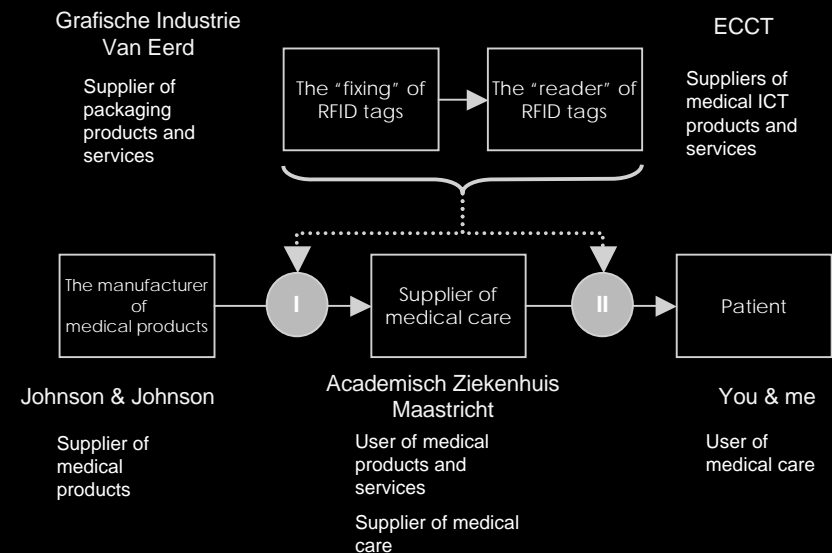 Grafische Industrie
Van Eerd
Supplier of
packaging
products and
services
The “fixing” of
RFID tags
The “reader” of
RFID tags
ECCT
Suppliers of
medical ICT
products and
services
The manufacturer
of
medical products
I
Supplier of
medical care
II
Patient
Johnson & Johnson
Supplier of
medical
products
Academisch Ziekenhuis
Maastricht
User of medical
products and
services
Supplier of medical
care
You & me
User of
medical care